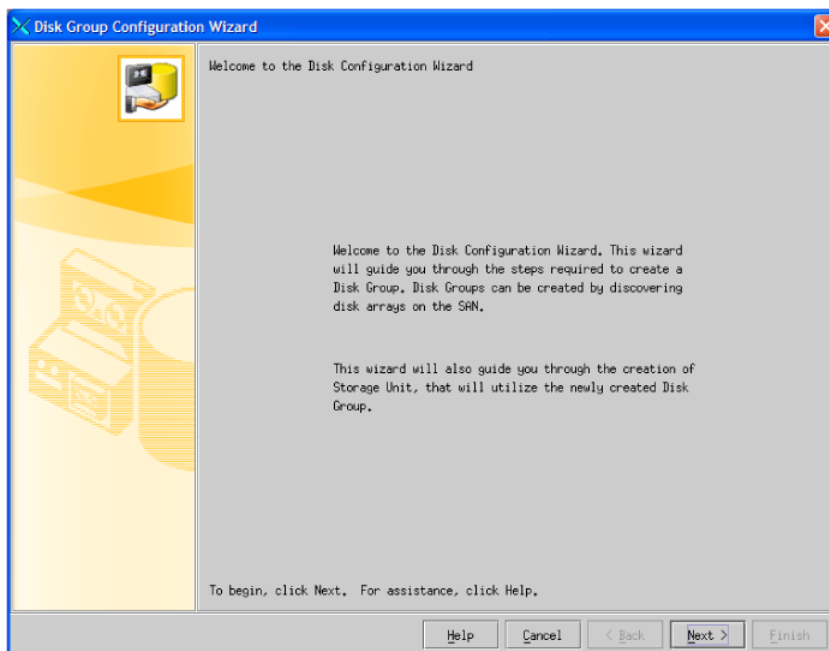 Disk Group Configuration Wizard
Welcome to the Disk Configuration Wizard
Welcome to the Disk Configuration Wizard. This wizard
will guide you through the steps required to create a
Disk Group. Disk Groups can be created by discovering
disk arrays on the SAN.
This wizard will also guide you through the creation of
Storage Unit, that will utilize the newly created Disk
Group.
To begin, click Next. For assistance, click Help.
Help Cancel < Back Next > Finish